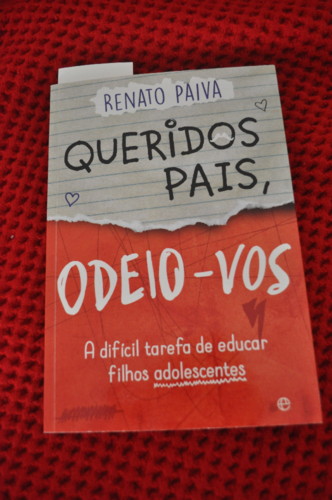 RENATO PAIVA
QUERIDOS
PAIS,
ODEIO-VOS
A difícil tarefa de educar
filhos adolescentes